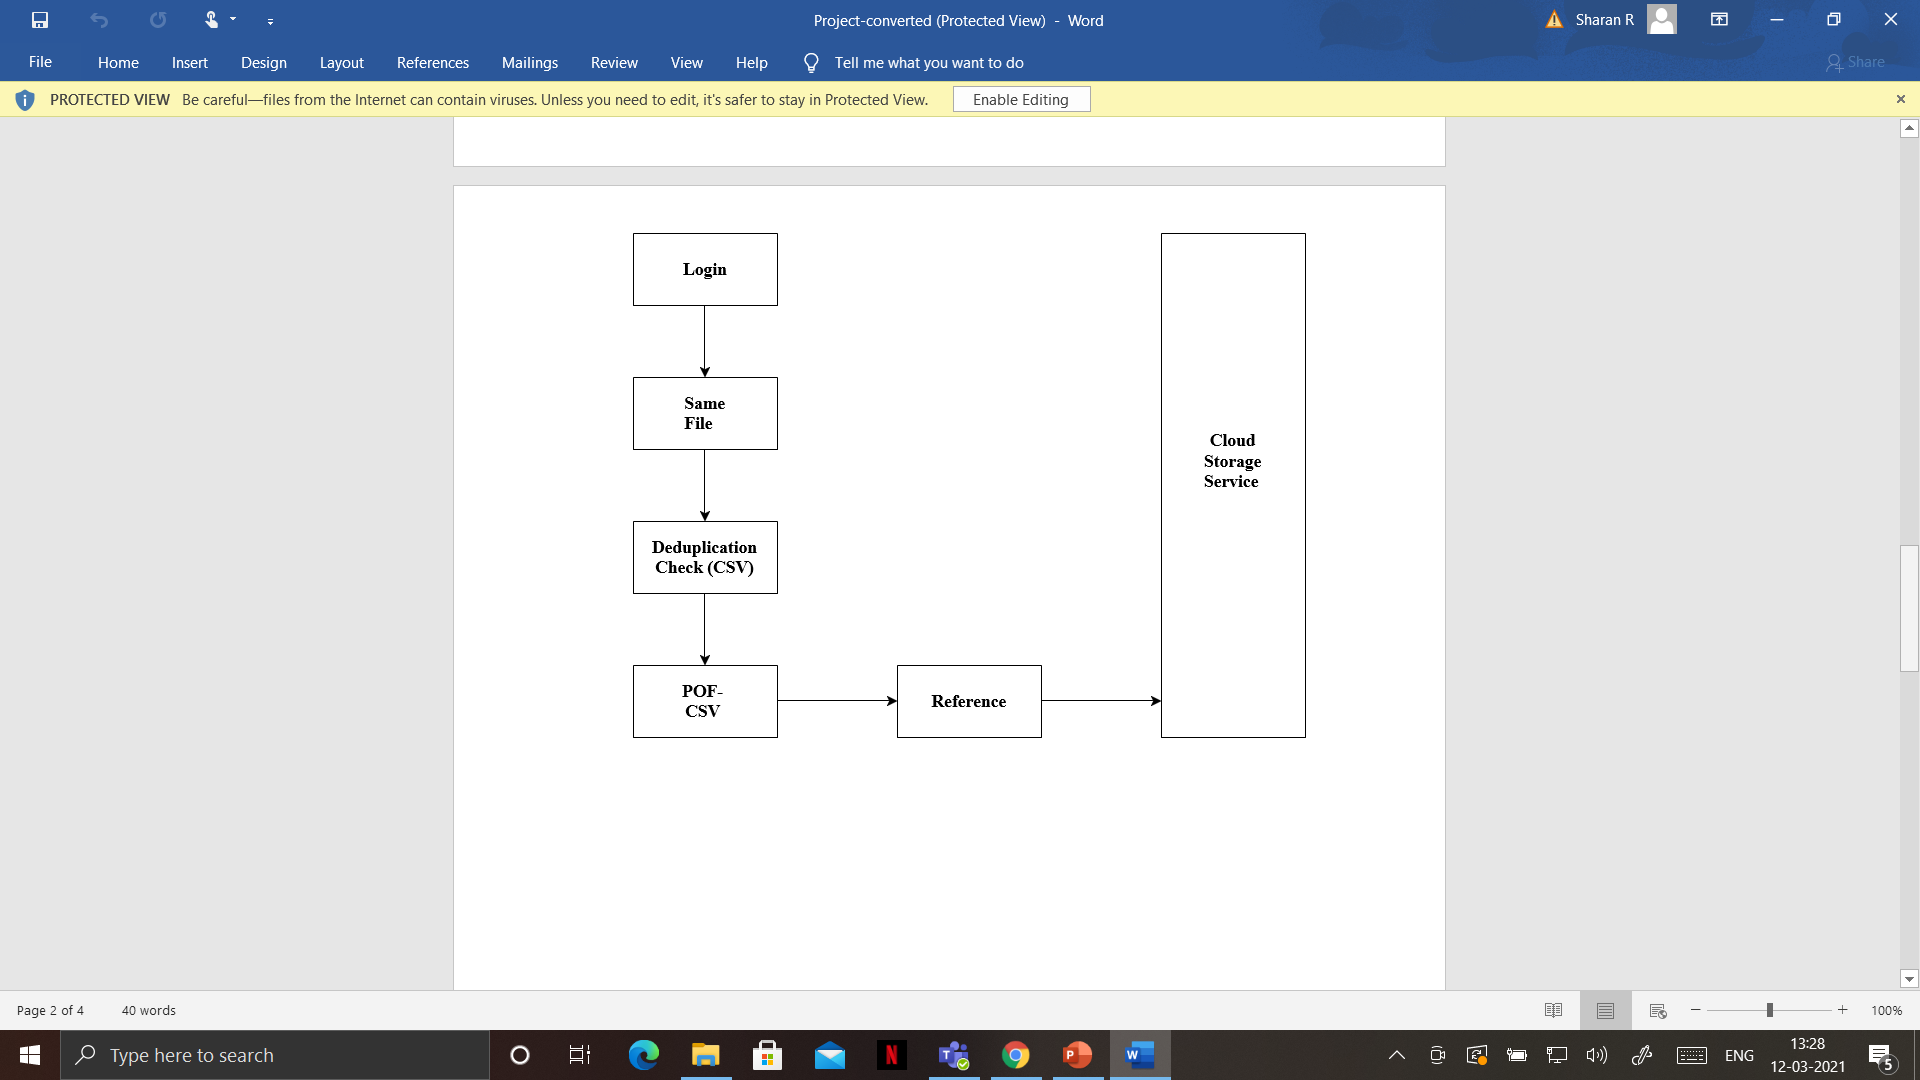 Project-converted (Protected View) - Word
Sharan R
File Home Insert Design Layout References Mailings Review View Help Tell me what you want to do
Share
PROTECTED VIEW Be careful—files from the Internet can contain viruses. Unless you need to edit, it's safer to stay in Protected View. Enable Editing
Login
Same
File
Deduplication
Check (CSV)
POF-
CSV
Reference
Cloud
Storage
Service
Page 2 of 4 40 words
100%
Type here to search
N
T
P
W
ENG
13:28
12-03-2021
5